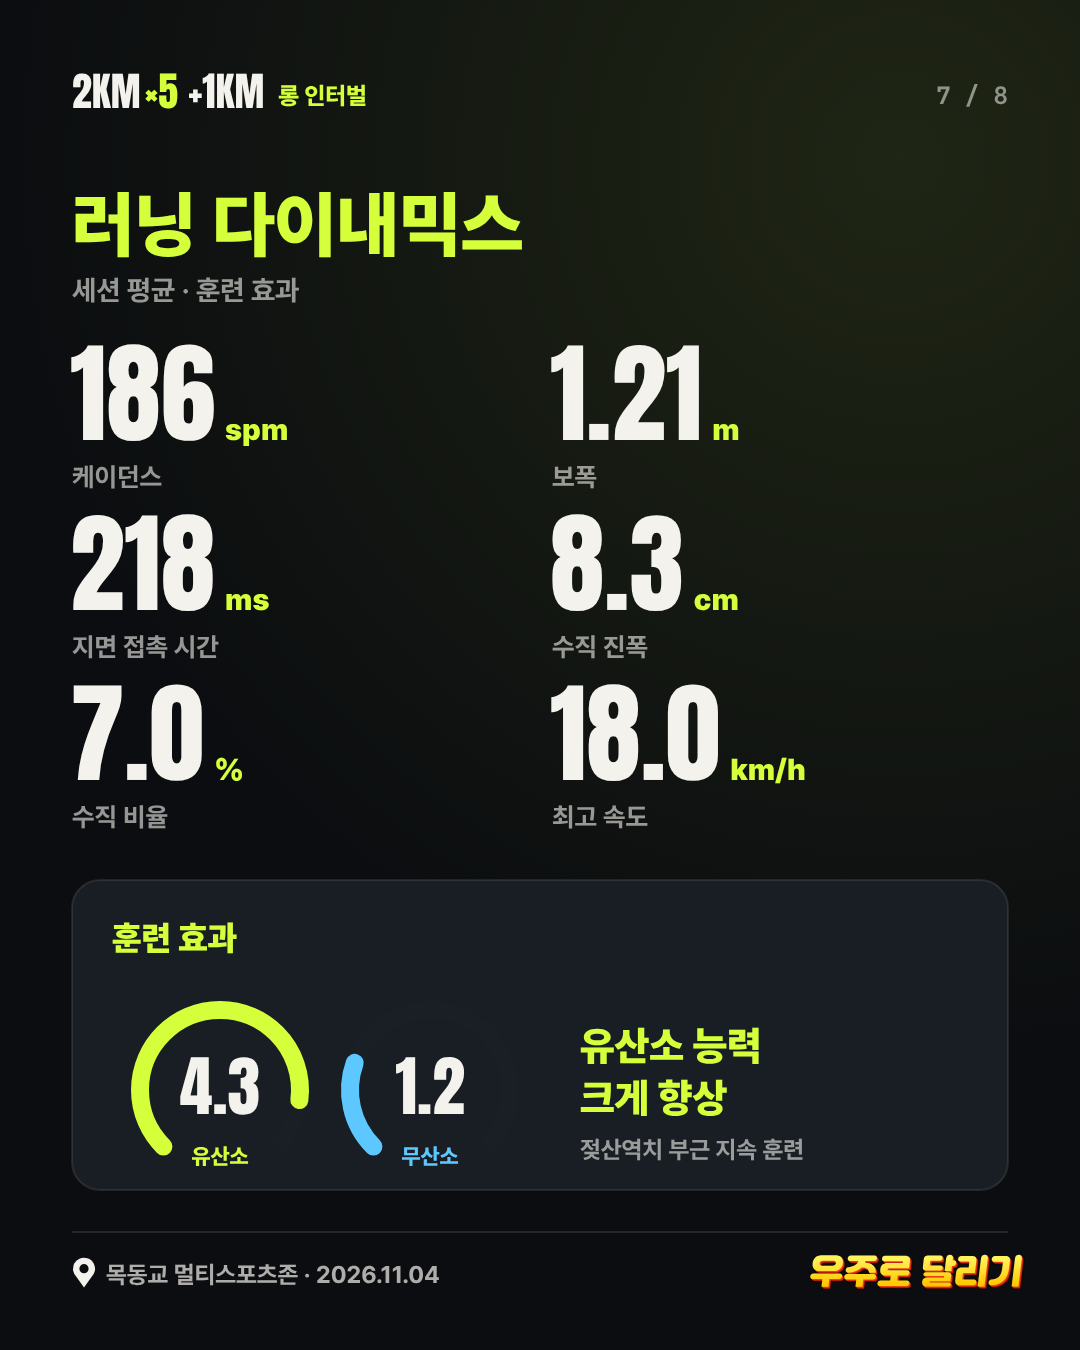 2KM×5 +1KM 롱 인터벌
7 / 8
러닝 다이내믹스
세션 평균 · 훈련 효과
186 spm
1.21 m
케이던스
보폭
218 ms
8.3 cm
지면 접촉 시간
수직 진폭
7.0 %
18.0 km/h
수직 비율
최고 속도
훈련 효과
4.3
유산소
1.2
무산소
유산소 능력
크게 향상
젖산역치 부근 지속 훈련
목동교 멀티스포츠존 · 2026.11.04
우주로 달리기